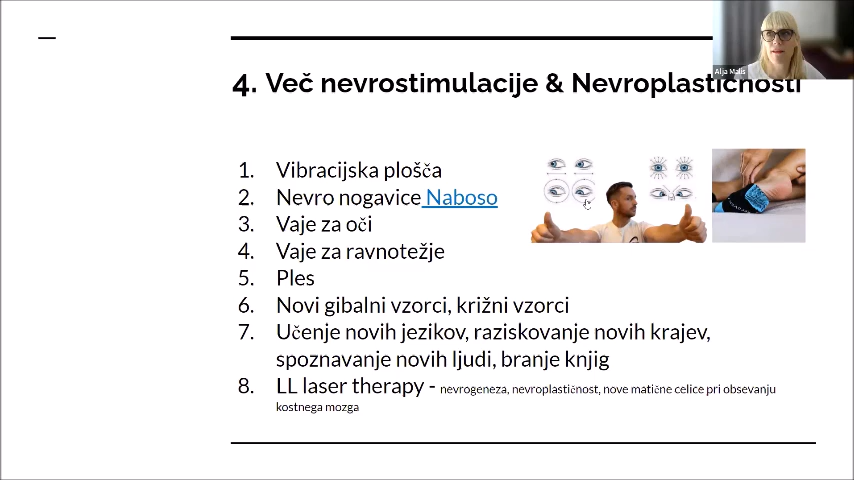 Alja Malis
4. Več nevrostimulacije & Nevroplastičnosti
1. Vibracijska plošča
2. Nevro nogavice Naboso
3. Vaje za oči
4. Vaje za ravnotežje
5. Ples
6. Novi gibalni vzorci, križni vzorci
7. Učenje novih jezikov, raziskovanje novih krajev,
spoznavanje novih ljudi, branje knjig
8. LL laser therapy - nevrogeneza, nevroplastičnost, nove matične celice pri obsevanju
kostnega mozga